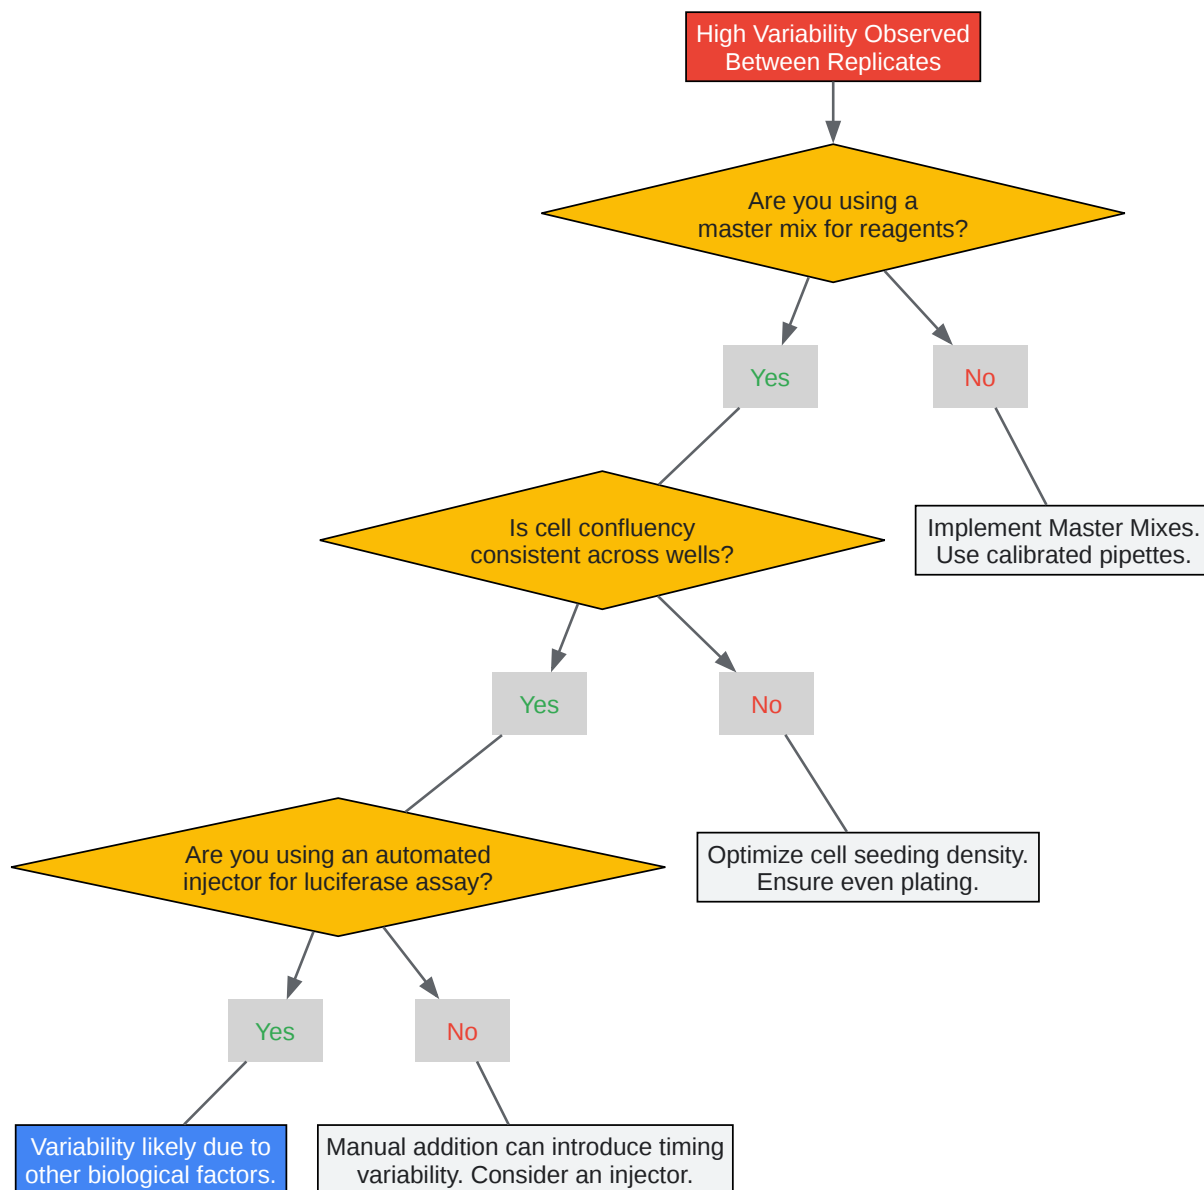 High Variability Observed
Between Replicates
Are you using a
master mix for reagents?
Yes
No
Is cell confluency
consistent across wells?
Implement Master Mixes.
Use calibrated pipettes.
Yes
No
Are you using an automated
injector for luciferase assay?
Optimize cell seeding density.
Ensure even plating.
Yes
No
Variability likely due to
other biological factors.
Manual addition can introduce timing
variability. Consider an injector.